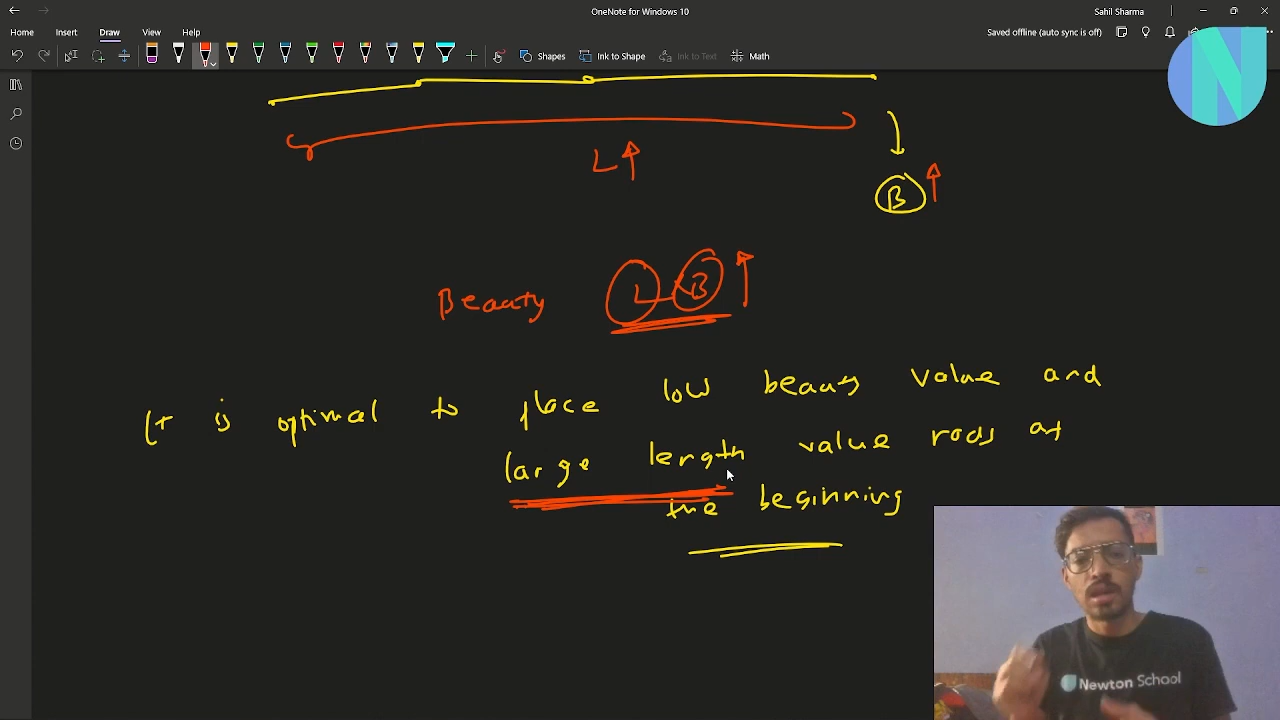 OneNote for Windows 10
Sahil Sharma
Home Insert Draw View Help
Saved offline (auto sync is off)
Shapes Ink to Shape Ink to Text Math
L
B
Beauty L B
It is optimal to place low beauty value and
large length value rods at
the beginning
Newton School